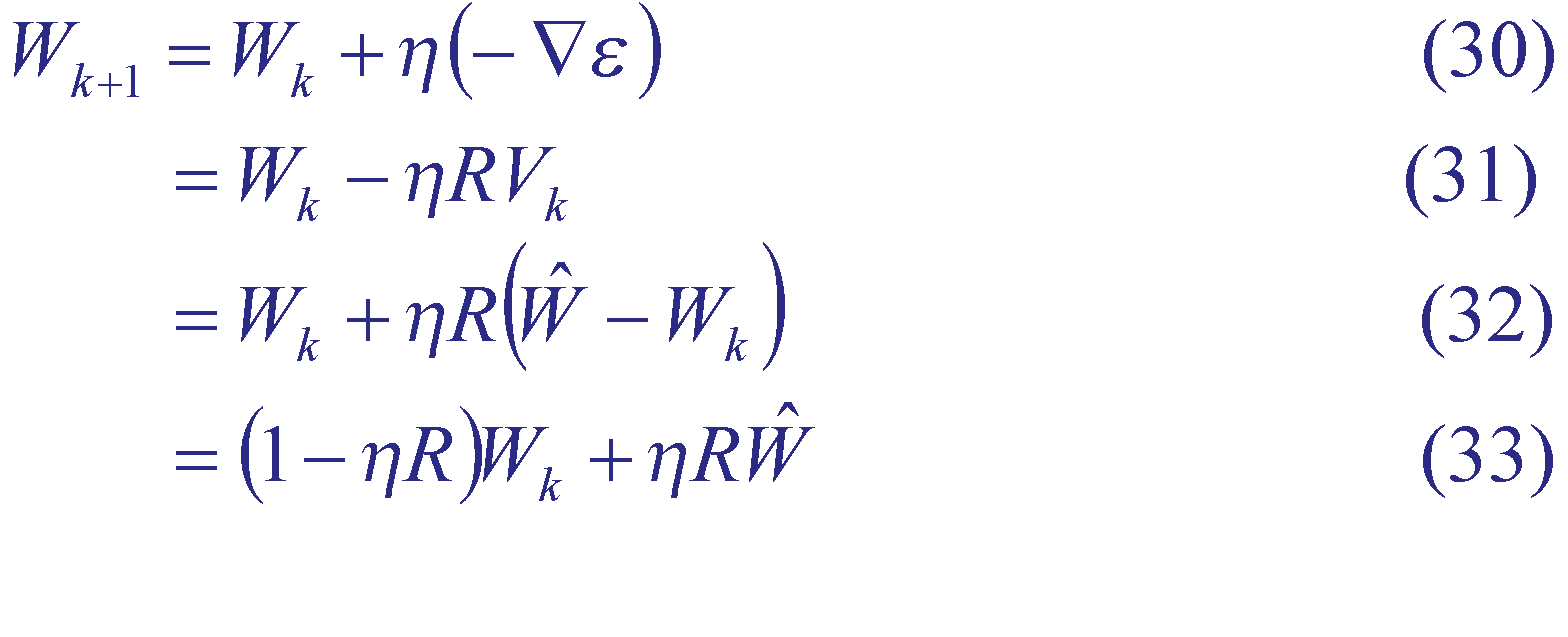 W_{k+1} = W_k + η(− ∇ε) (30)
= W_k − ηRV_k (31)
= W_k + ηR(Ŵ − W_k) (32)
= (1 − ηR)W_k + ηRŴ (33)